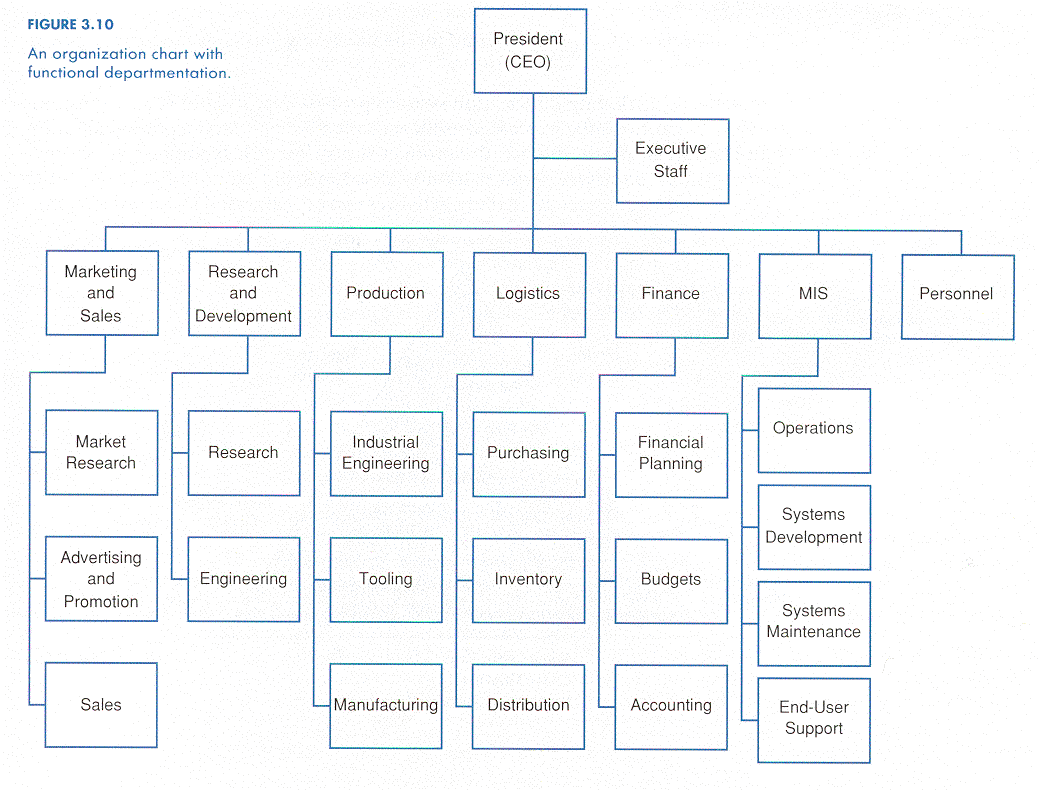 FIGURE 3.10
An organization chart with
functional departmentation.
President
(CEO)
Executive
Staff
Marketing
and
Sales
Research
and
Development
Production
Logistics
Finance
MIS
Personnel
Market
Research
Advertising
and
Promotion
Sales
Research
Engineering
Industrial
Engineering
Tooling
Manufacturing
Purchasing
Inventory
Distribution
Financial
Planning
Budgets
Accounting
Operations
Systems
Development
Systems
Maintenance
End-User
Support